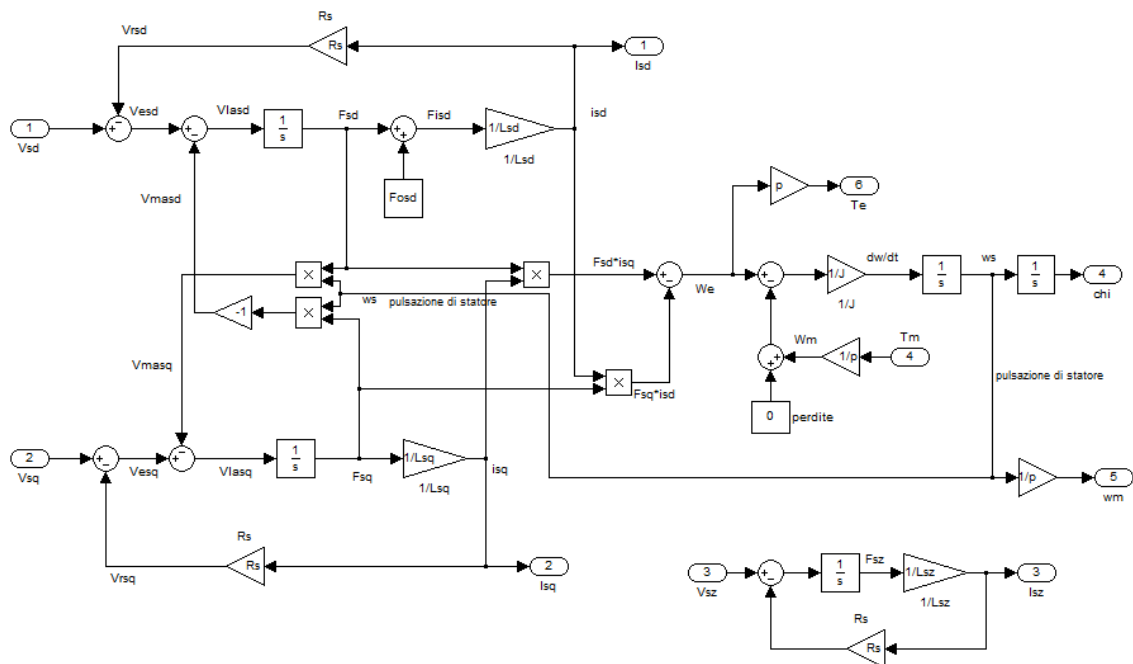 Rs
Vrsd
Rs
1
Isd
Vesd
Vlasd
Fsd
Fisd
isd
1
Vsd
1
s
1/Lsd
1/Lsd
Vmasd
Fosd
p
6
Te
Fsd*isq
dw/dt
ws
ws
pulsazione di statore
We
1/J
1/J
1
s
1
s
4
chi
-1
Wm
Tm
1/p
4
Vmasq
Fsq*isd
0
perdite
pulsazione di statore
2
Vsq
Vesq
Vlasq
1
s
Fsq
1/Lsq
1/Lsq
isq
1/p
5
wm
Rs
Rs
Vrsq
2
Isq
3
Vsz
1
s
Fsz
1/Lsz
1/Lsz
3
Isz
Rs
Rs